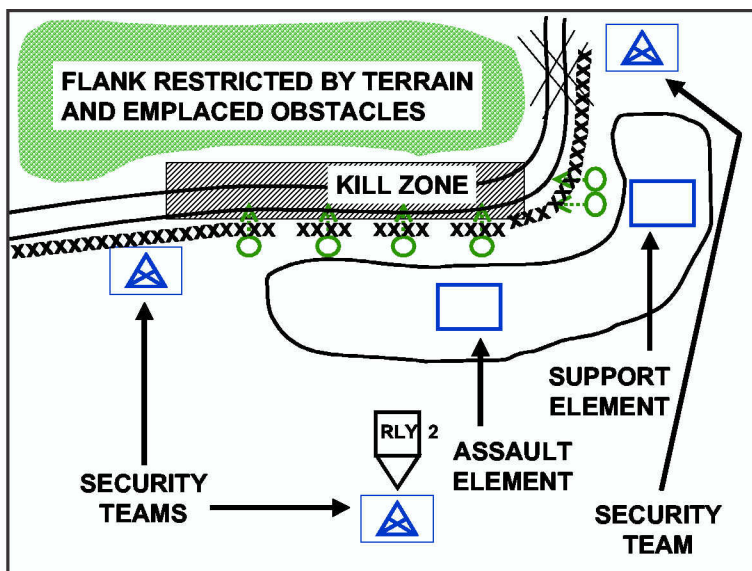 FLANK RESTRICTED BY TERRAIN
AND EMPLACED OBSTACLES
KILL ZONE
SUPPORT
ELEMENT
RLY 2
ASSAULT
ELEMENT
SECURITY
TEAMS
SECURITY
TEAM